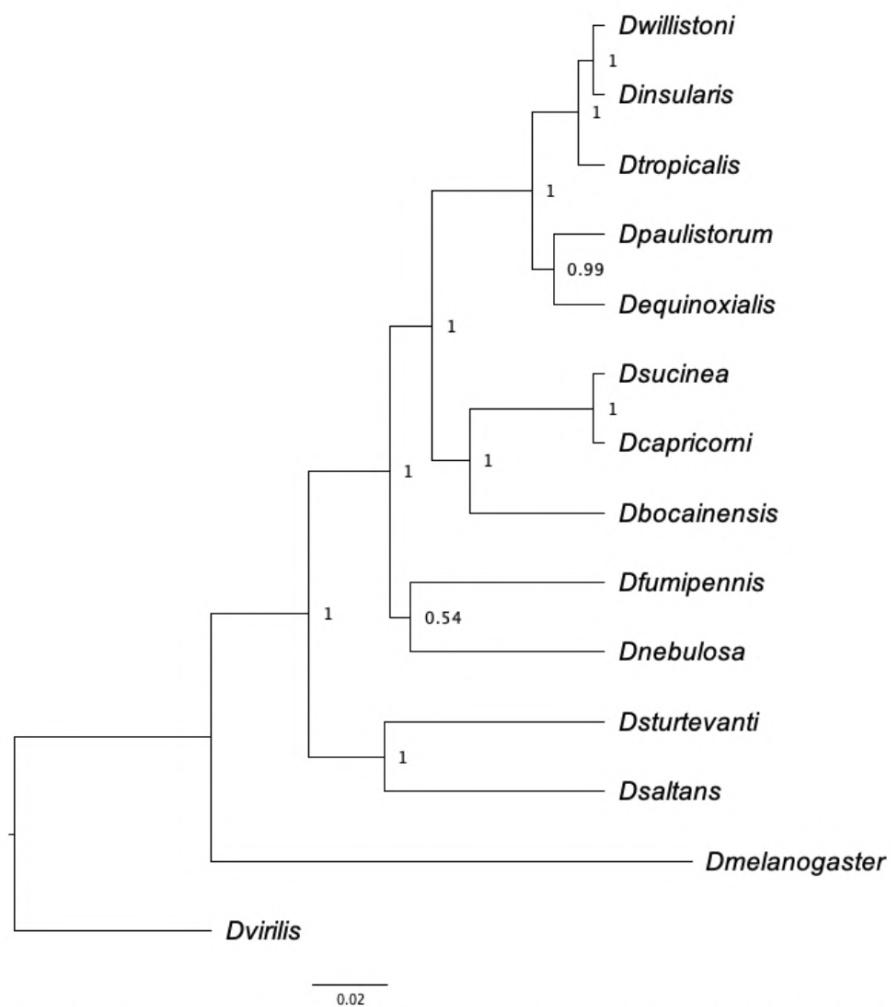 Dwillistoni
1
Dinsularis
1
Dtropicalis
1
Dpaulistorum
0.99
Dequinoxialis
1
Dsucinea
1
Dcapricorni
1
1
Dbocainensis
Dfumipennis
1
0.54
Dnebulosa
Dsturtevanti
1
Dsaltans
Dmelanogaster
Dvirilis
0.02